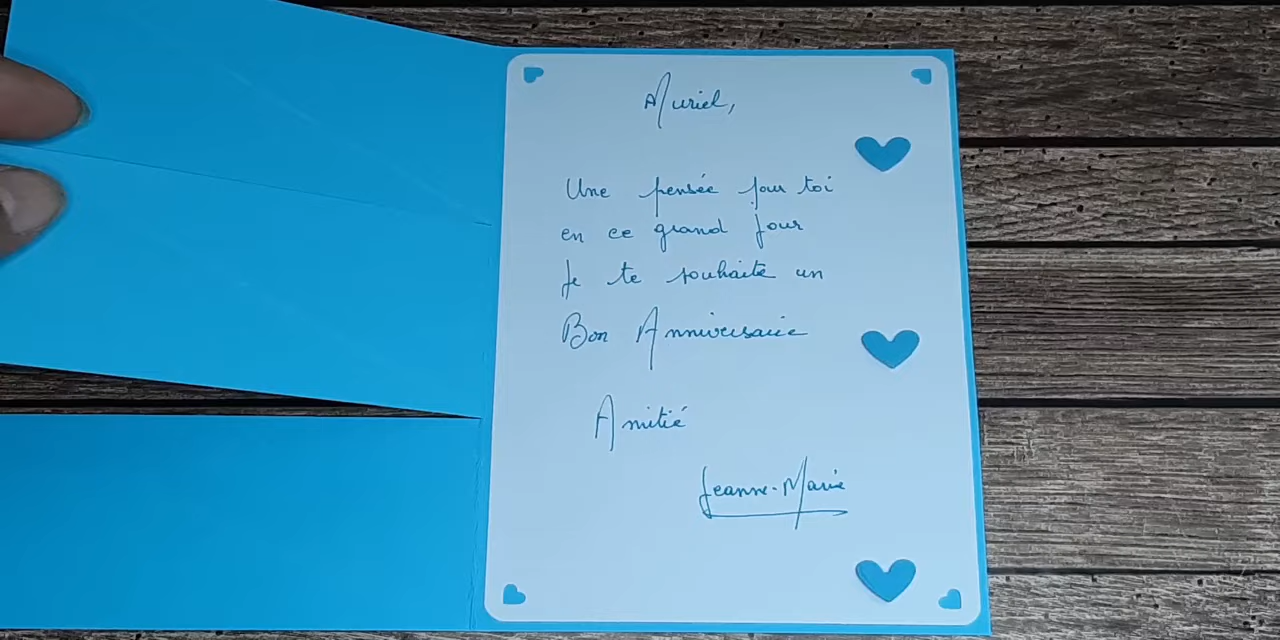 Muriel,
Une pensée pour toi
en ce grand jour
Je te souhaite un
Bon Anniversaire
Amitié
Jeanne-Marie